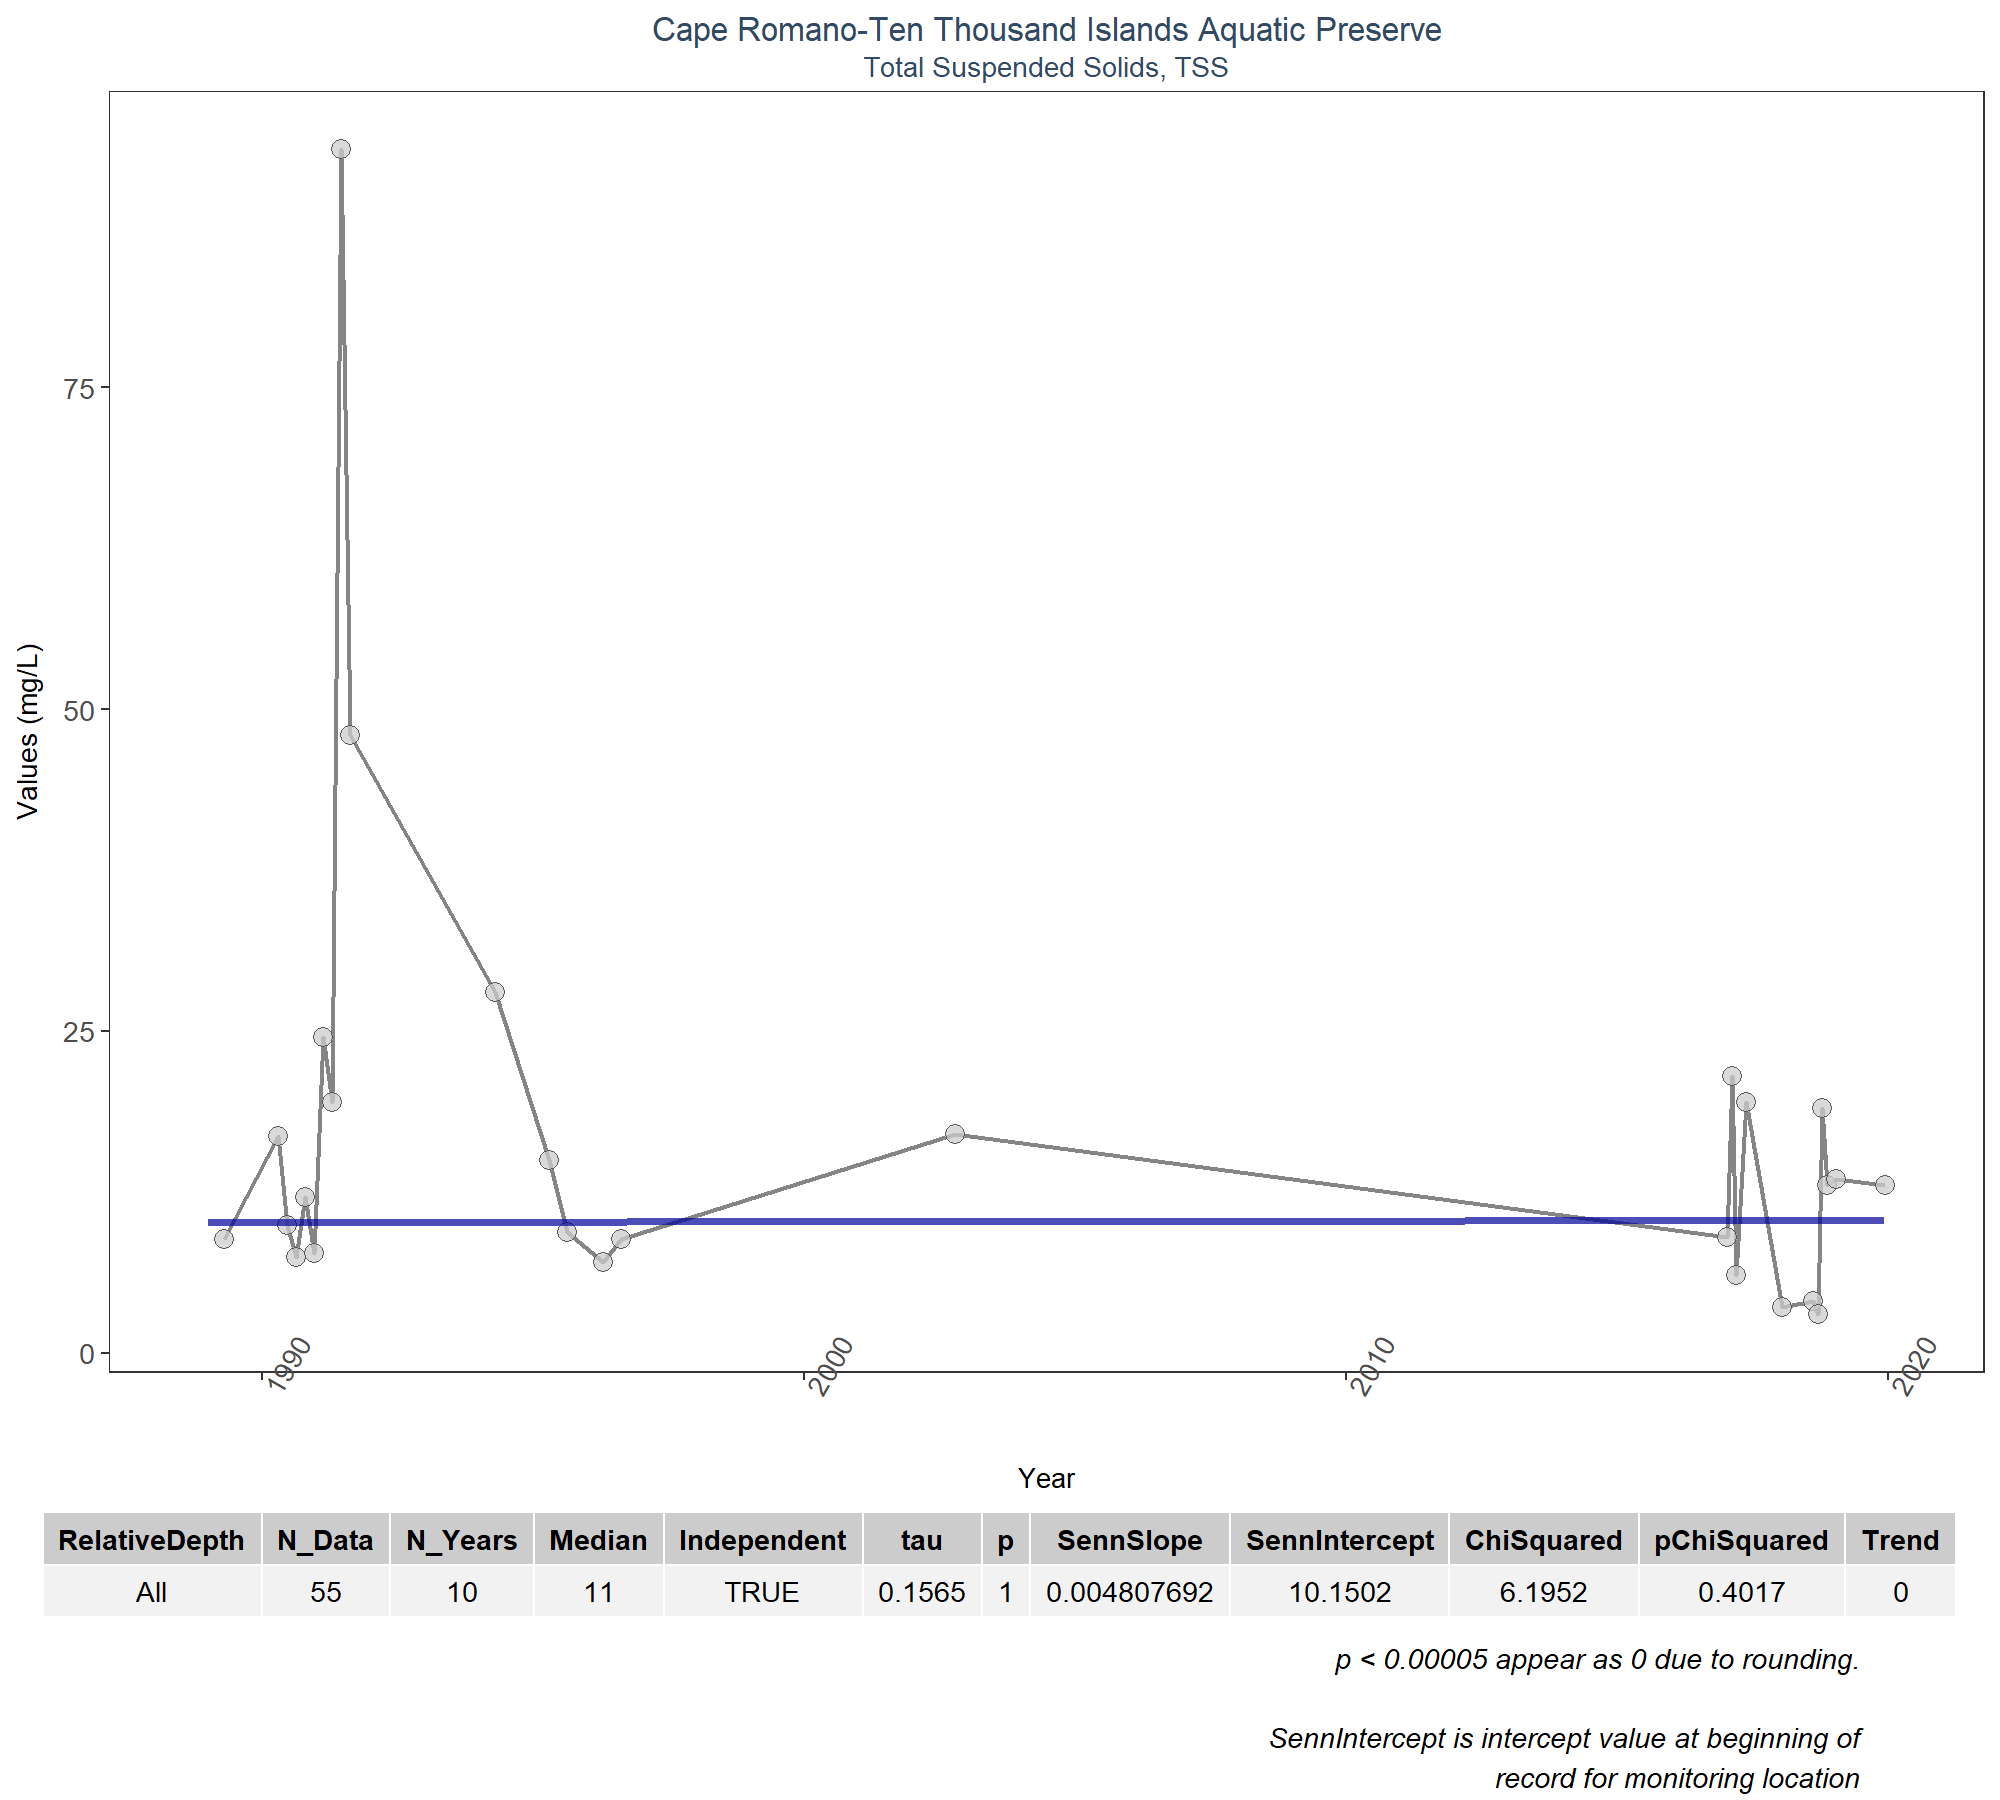 Cape Romano-Ten Thousand Islands Aquatic Preserve
Total Suspended Solids, TSS
Values (mg/L)
75
50
25
0
1990 2000 2010 2020
Year
RelativeDepth N_Data N_Years Median Independent tau p SennSlope SennIntercept ChiSquared pChiSquared Trend
All 55 10 11 TRUE 0.1565 1 0.004807692 10.1502 6.1952 0.4017 0
p < 0.00005 appear as 0 due to rounding.
SennIntercept is intercept value at beginning of
record for monitoring location